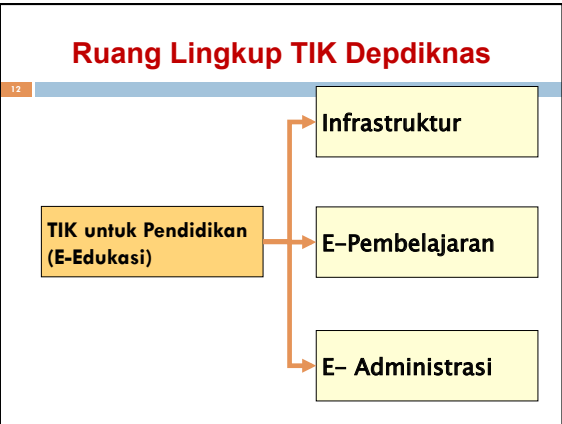 Ruang Lingkup TIK Depdiknas
12
Infrastruktur
TIK untuk Pendidikan
(E-Edukasi)
E-Pembelajaran
E- Administrasi